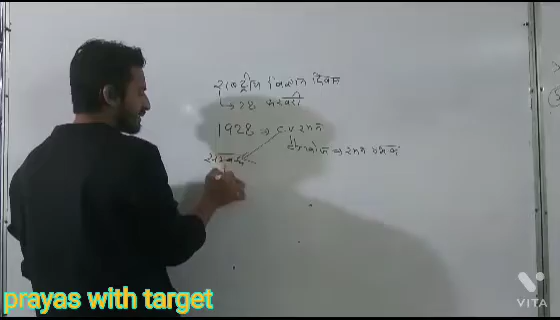 राष्ट्रीय विज्ञान दिवस
↳ 28 फरवरी
1928 ⇒ C V रमन
⇒ रमन प्रभाव
prayas with target
VITA